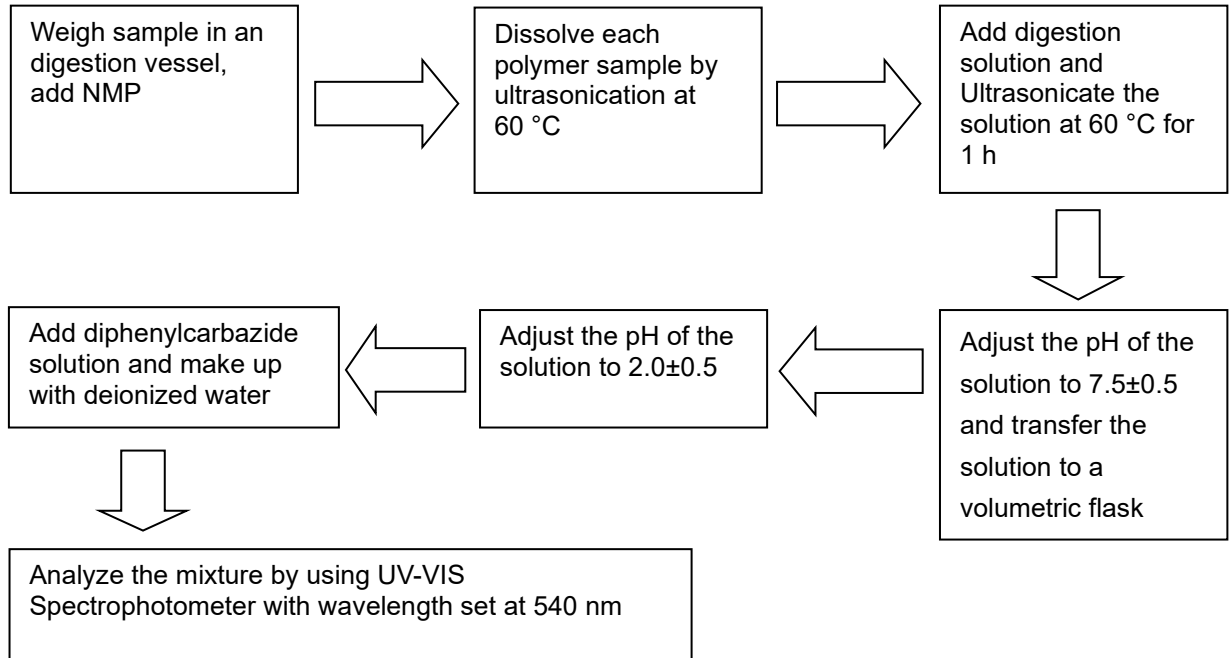 Weigh sample in an
digestion vessel,
add NMP
Dissolve each
polymer sample by
ultrasonication at
60 °C
Add digestion
solution and
Ultrasonicate the
solution at 60 °C for
1 h
Adjust the pH of the
solution to 7.5±0.5
and transfer the
solution to a
volumetric flask
Adjust the pH of the
solution to 2.0±0.5
Add diphenylcarbazide
solution and make up
with deionized water
Analyze the mixture by using UV-VIS
Spectrophotometer with wavelength set at 540 nm